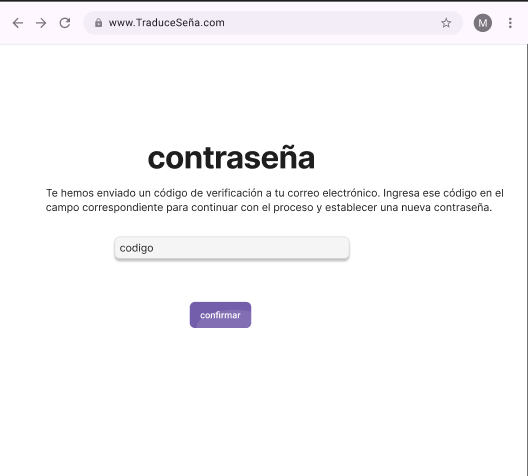 www.TraduceSeña.com
M
contraseña
Te hemos enviado un código de verificación a tu correo electrónico. Ingresa ese código en el
campo correspondiente para continuar con el proceso y establecer una nueva contraseña.
codigo
confirmar